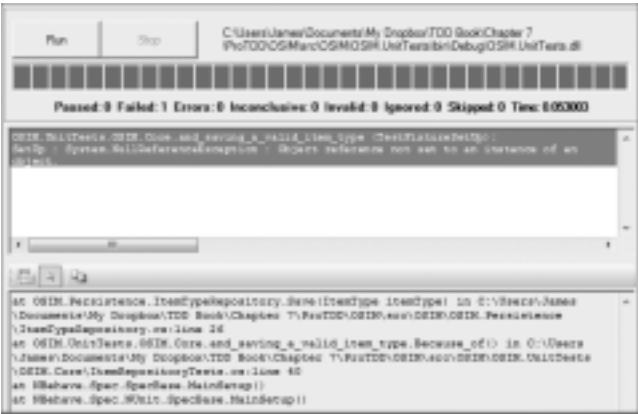 Run
Stop
C:\Users\James\Documents\My Dropbox\TDD Book\Chapter 7
\ProTDD\OSIM\src\OSIM\OSIM.UnitTests\bin\Debug\OSIM.UnitTests.dll
Passed: 0 Failed: 1 Errors: 0 Inconclusive: 0 Invalid: 0 Ignored: 0 Skipped: 0 Time: 0.053003
OSIM.UnitTests.OSIM.Core.and_saving_a_valid_item_type (TestFixtureSetUp):
SetUp : System.NullReferenceException : Object reference not set to an instance of an
object.
at OSIM.Persistence.ItemTypeRepository.Save(ItemType itemType) in C:\Users\James
\Documents\My Dropbox\TDD Book\Chapter 7\ProTDD\OSIM\src\OSIM\OSIM.Persistence
\ItemTypeRepository.cs:line 26
at OSIM.UnitTests.OSIM.Core.and_saving_a_valid_item_type.Because_of() in C:\Users
\James\Documents\My Dropbox\TDD Book\Chapter 7\ProTDD\OSIM\src\OSIM\OSIM.UnitTests
\OSIM.Core\ItemRepositoryTests.cs:line 40
at NBehave.Spec.SpecBase.MainSetup()
at NBehave.Spec.NUnit.SpecBase.MainSetup()